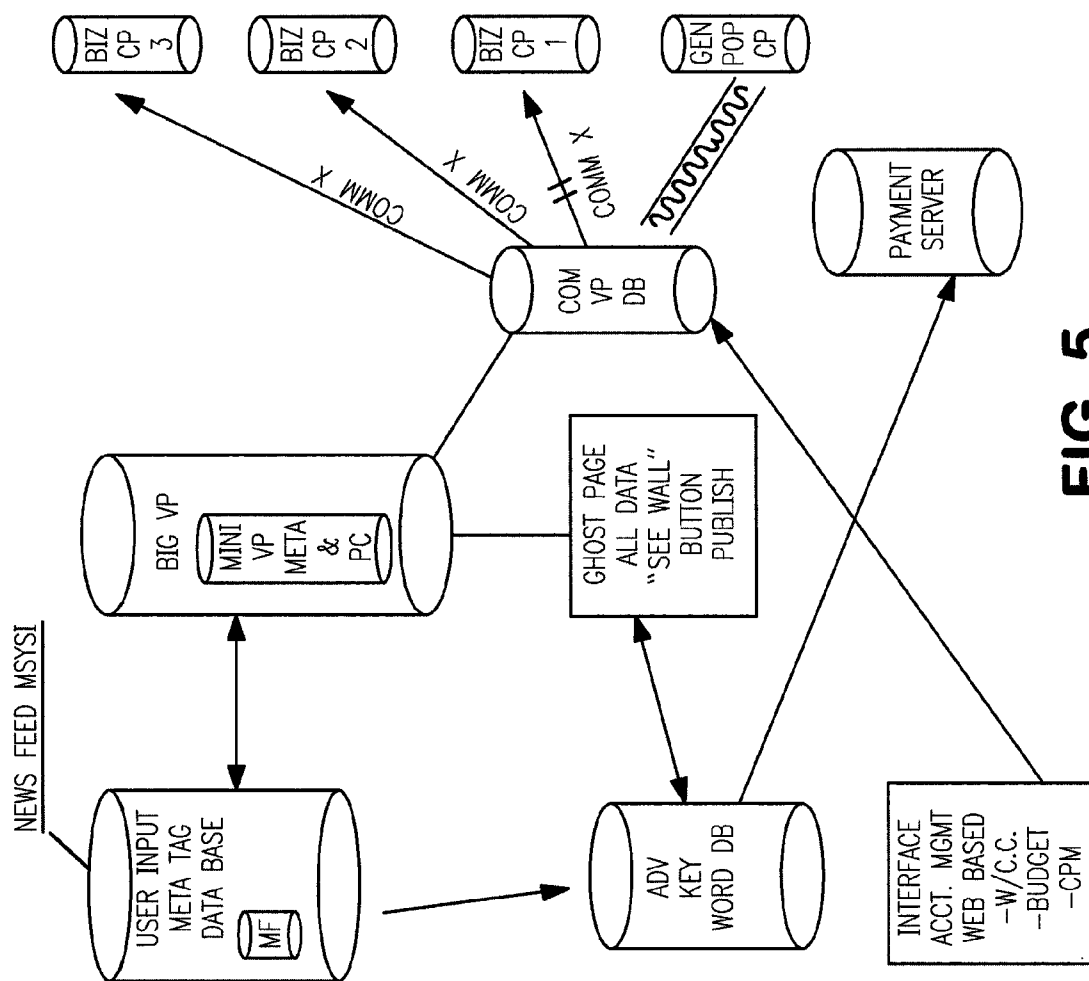 NEWS FEED MSYSI
USER INPUT
META TAG
DATA BASE
MF
BIG VP
MINI
VP
META
&
PC
ADV
KEY
WORD DB
GHOST PAGE
ALL DATA
"SEE WALL"
BUTTON
PUBLISH
INTERFACE
ACCT. MGMT
WEB BASED
-W/C.C.
-BUDGET
-CPM
COM
VP
DB
COMM X
COMM X
COMM X
BIZ
CP
3
BIZ
CP
2
BIZ
CP
1
GEN
POP
CP
PAYMENT
SERVER
FIG. 5